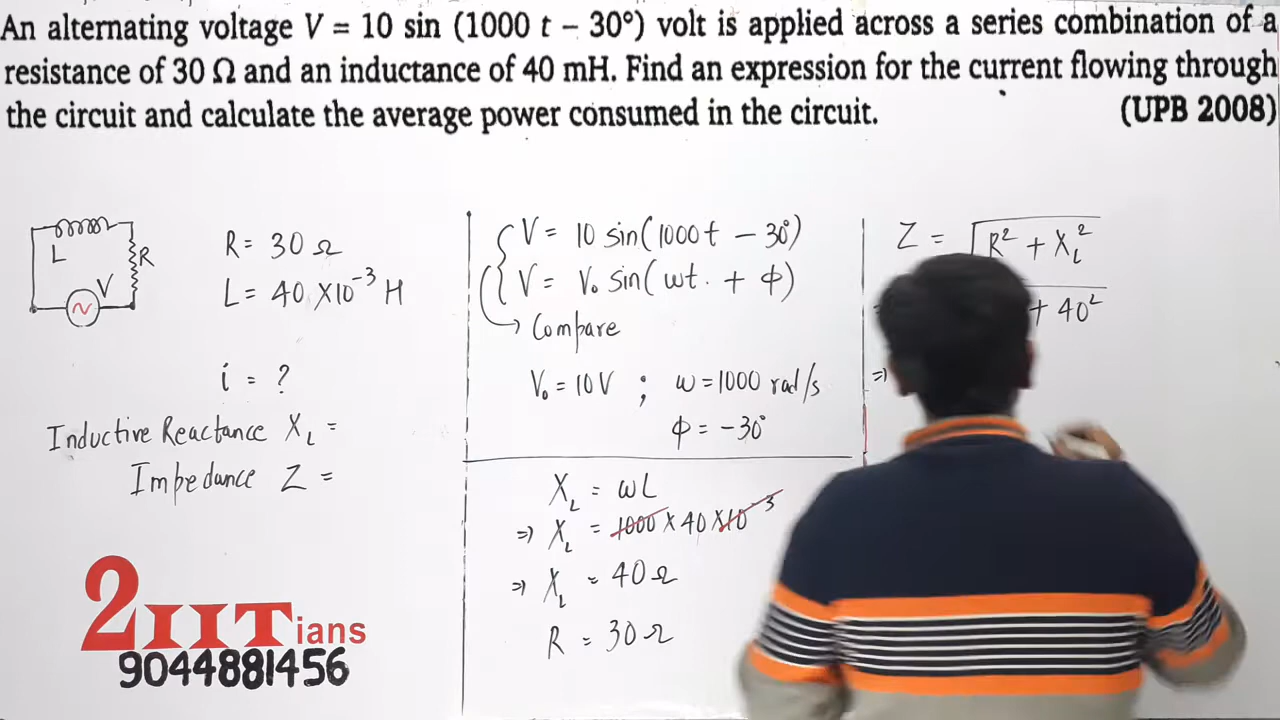 An alternating voltage V = 10 sin (1000 t – 30°) volt is applied across a series combination of a
resistance of 30 Ω and an inductance of 40 mH. Find an expression for the current flowing through
the circuit and calculate the average power consumed in the circuit. (UPB 2008)
L
R
V
R = 30 Ω
L = 40 × 10⁻³ H
i = ?
Inductive Reactance X_L =
Impedance Z =
2IITians
9044881456
V = 10 sin(1000t – 30°)
V = V₀ sin(ωt + ϕ)
→ Compare
V₀ = 10V ; ω = 1000 rad/s
ϕ = –30°
X_L = ωL
⇒ X_L = 1000 × 40 × 10⁻³
⇒ X_L = 40 Ω
R = 30 Ω
Z = √R² + X_L²
+ 40²
⇒